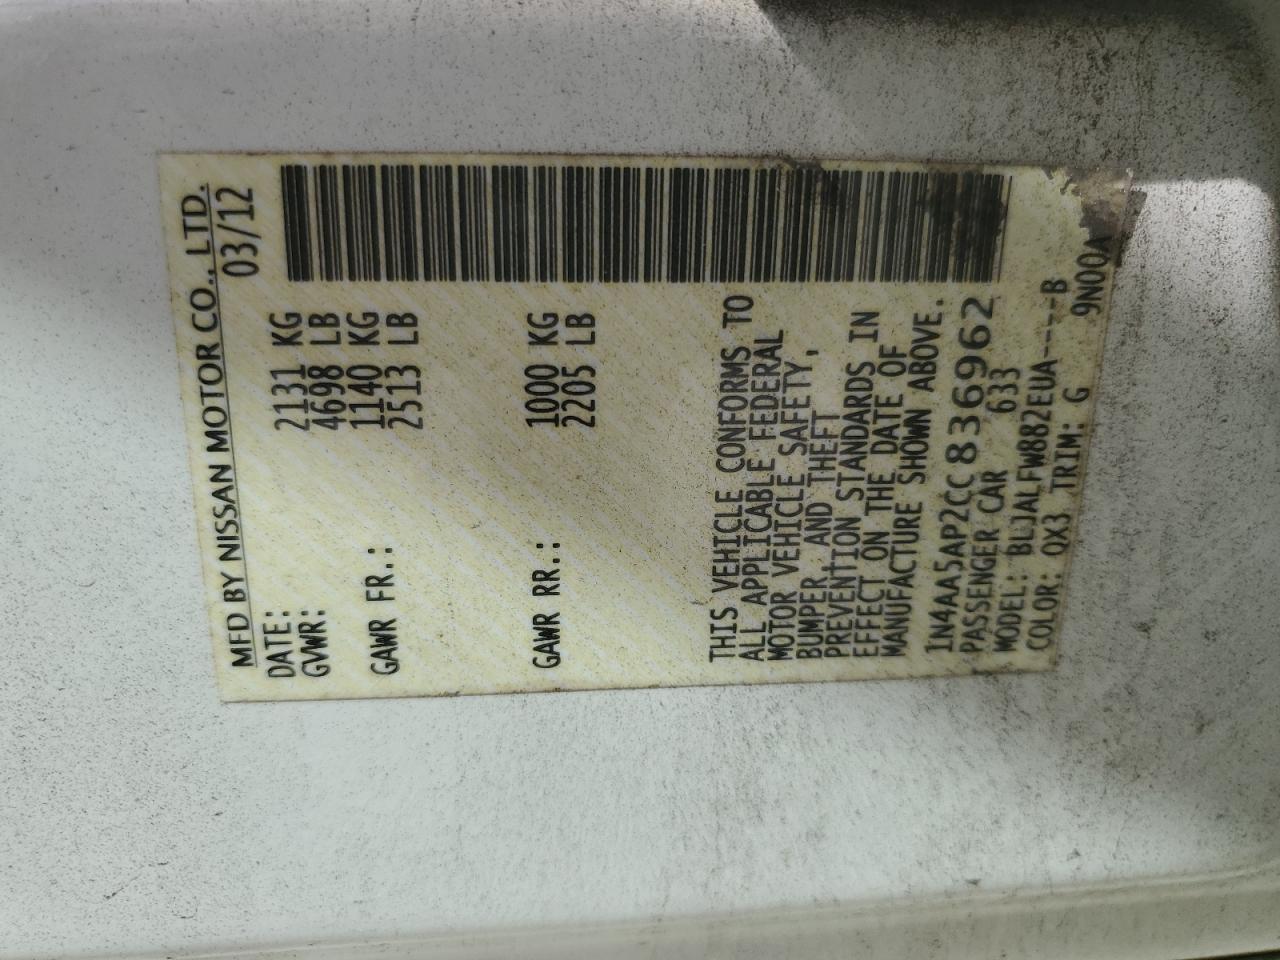 MFD BY NISSAN MOTOR CO., LTD.
DATE: 03/12
GVWR: 2131 KG
4698 LB
GAWR FR.: 1140 KG
2513 LB
GAWR RR.: 1000 KG
2205 LB
THIS VEHICLE CONFORMS TO
ALL APPLICABLE FEDERAL
MOTOR VEHICLE SAFETY,
BUMPER AND THEFT
PREVENTION STANDARDS IN
EFFECT ON THE DATE OF
MANUFACTURE SHOWN ABOVE.
1N4AA5AP2CC836962
PASSENGER CAR 633
MODEL: BLJALFW882EUA----B
COLOR: QX3 TRIM: G 9N00A